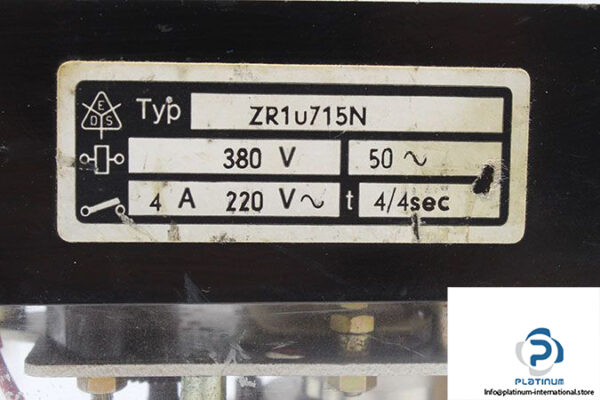 E
D S
Typ ZR1u715N
380 V 50 ~
4 A 220 V ~ t 4/4sec
PLATINUM
Info@platinum-international.store